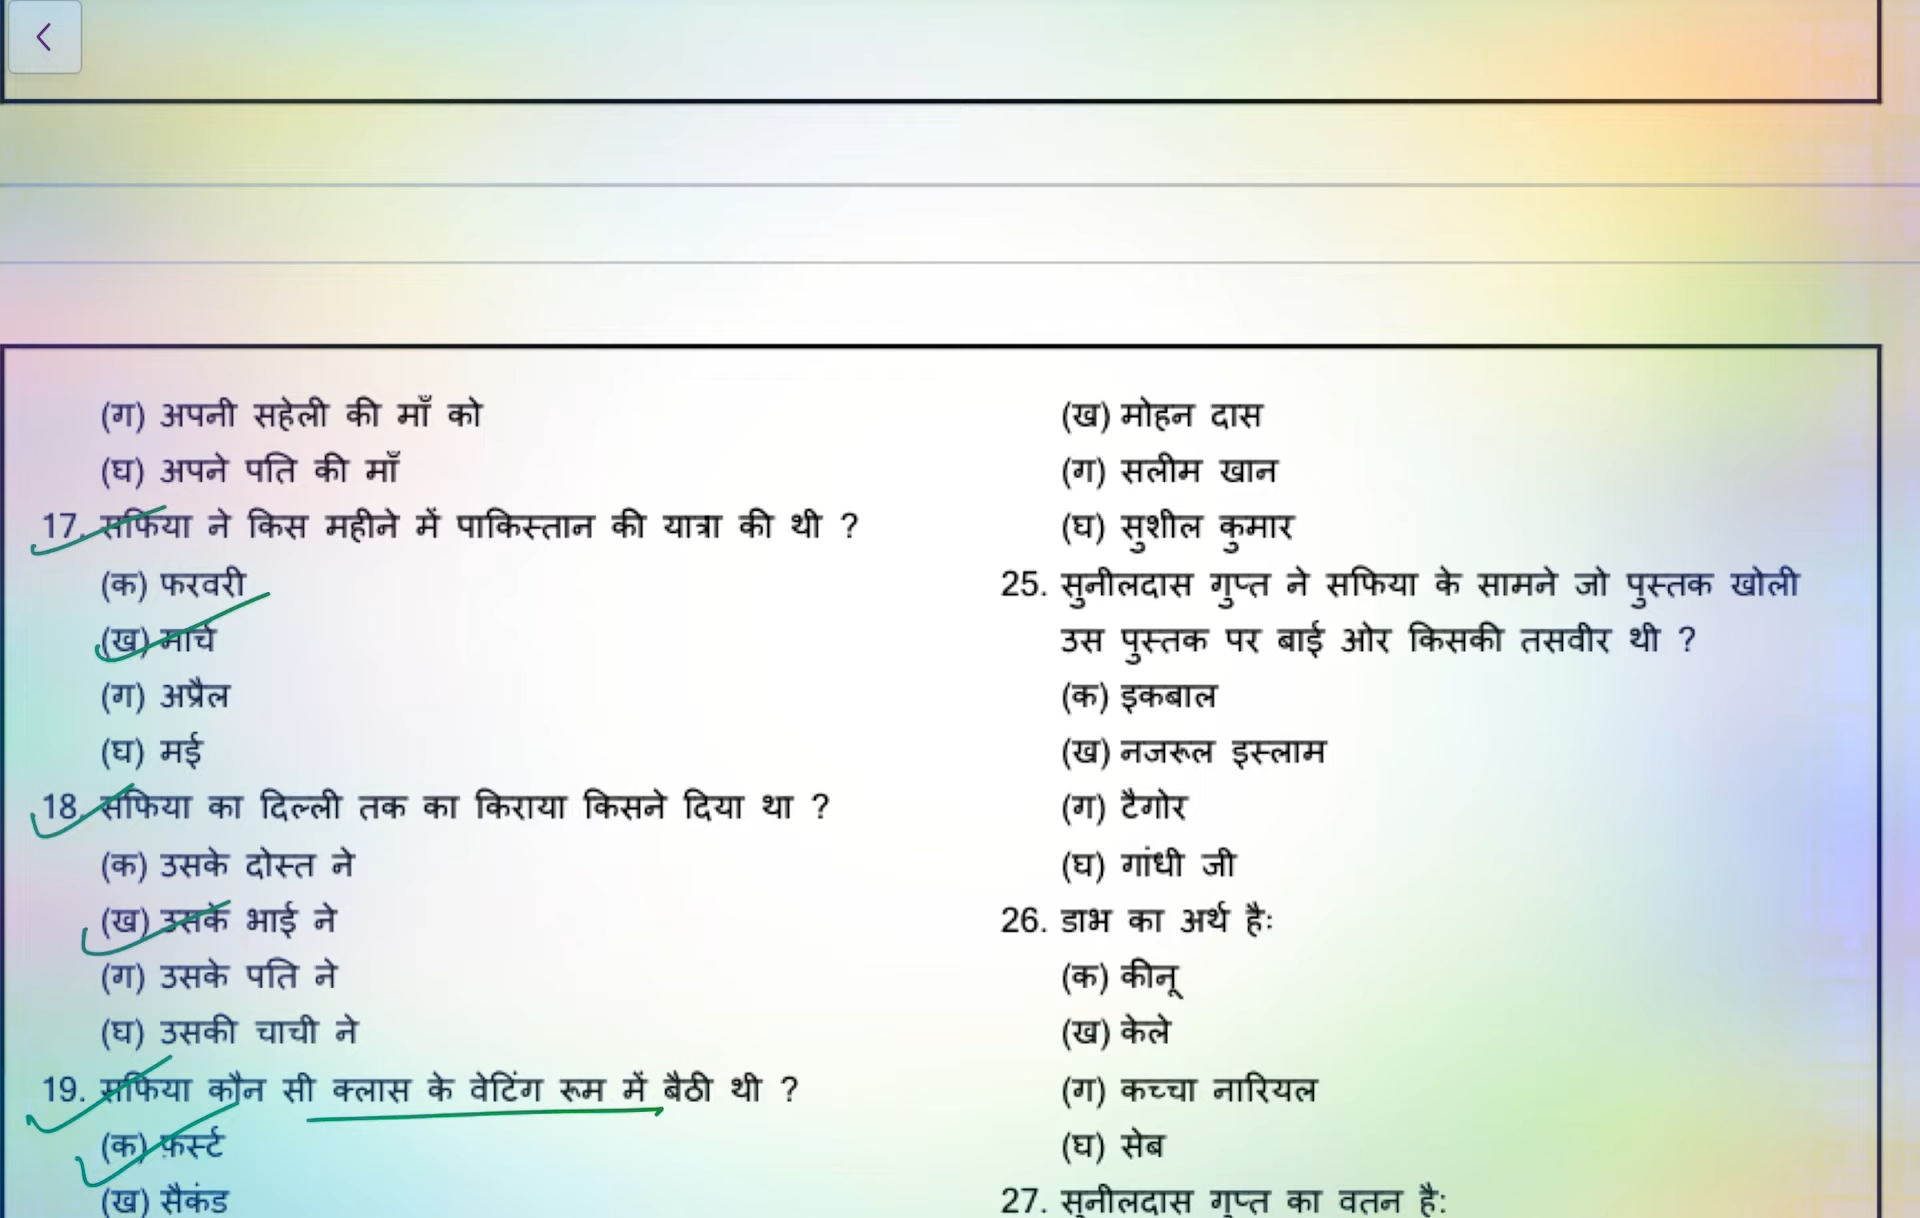 (ग) अपनी सहेली की माँ को
(घ) अपने पति की माँ
17. सफिया ने किस महीने में पाकिस्तान की यात्रा की थी ?
(क) फरवरी
(ख) मार्च
(ग) अप्रैल
(घ) मई
18. सफिया का दिल्ली तक का किराया किसने दिया था ?
(क) उसके दोस्त ने
(ख) उसके भाई ने
(ग) उसके पति ने
(घ) उसकी चाची ने
19. सफिया कौन सी क्लास के वेटिंग रूम में बैठी थी ?
(क) फ़र्स्ट
(ख) सैकंड
(ख) मोहन दास
(ग) सलीम खान
(घ) सुशील कुमार
25. सुनीलदास गुप्त ने सफिया के सामने जो पुस्तक खोली
उस पुस्तक पर बाई ओर किसकी तसवीर थी ?
(क) इकबाल
(ख) नजरूल इस्लाम
(ग) टैगोर
(घ) गांधी जी
26. डाभ का अर्थ हैः
(क) कीनू
(ख) केले
(ग) कच्चा नारियल
(घ) सेब
27. सुनीलदास गुप्त का वतन है: